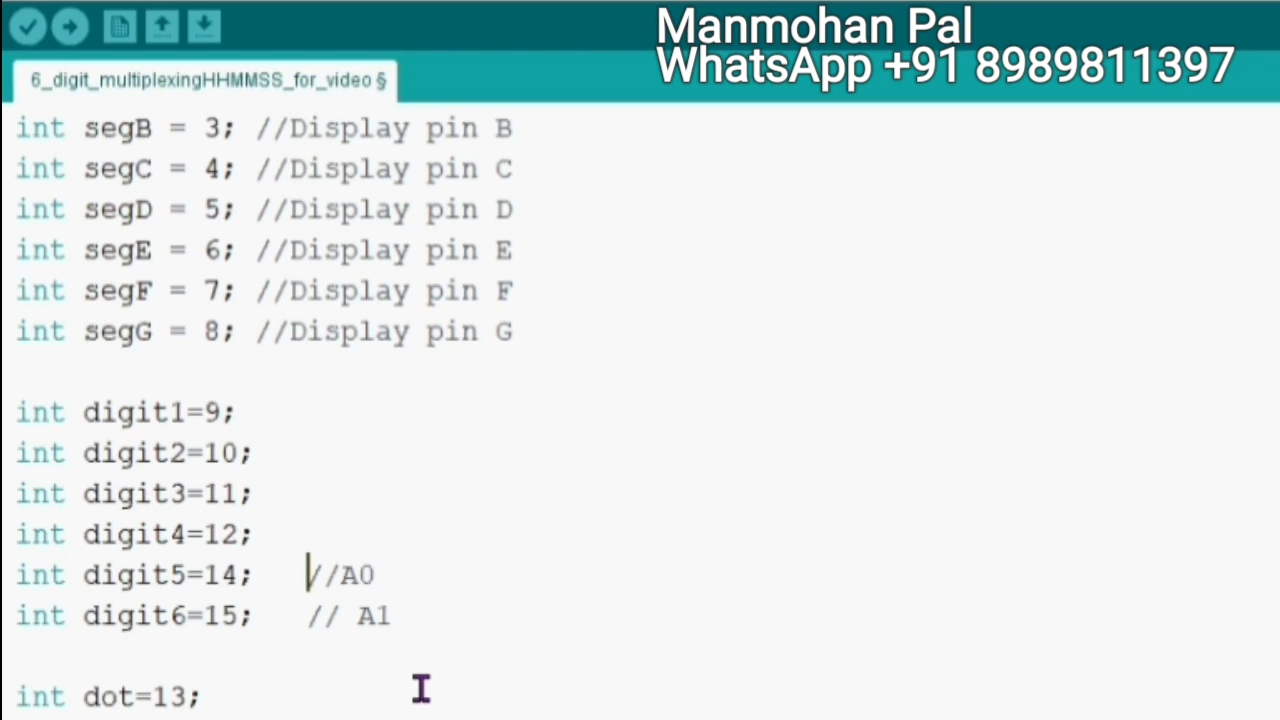 Manmohan Pal
WhatsApp +91 8989811397
6_digit_multiplexingHHMMSS_for_video §
int segB = 3; //Display pin B
int segC = 4; //Display pin C
int segD = 5; //Display pin D
int segE = 6; //Display pin E
int segF = 7; //Display pin F
int segG = 8; //Display pin G
int digit1=9;
int digit2=10;
int digit3=11;
int digit4=12;
int digit5=14; //A0
int digit6=15; // A1
int dot=13;